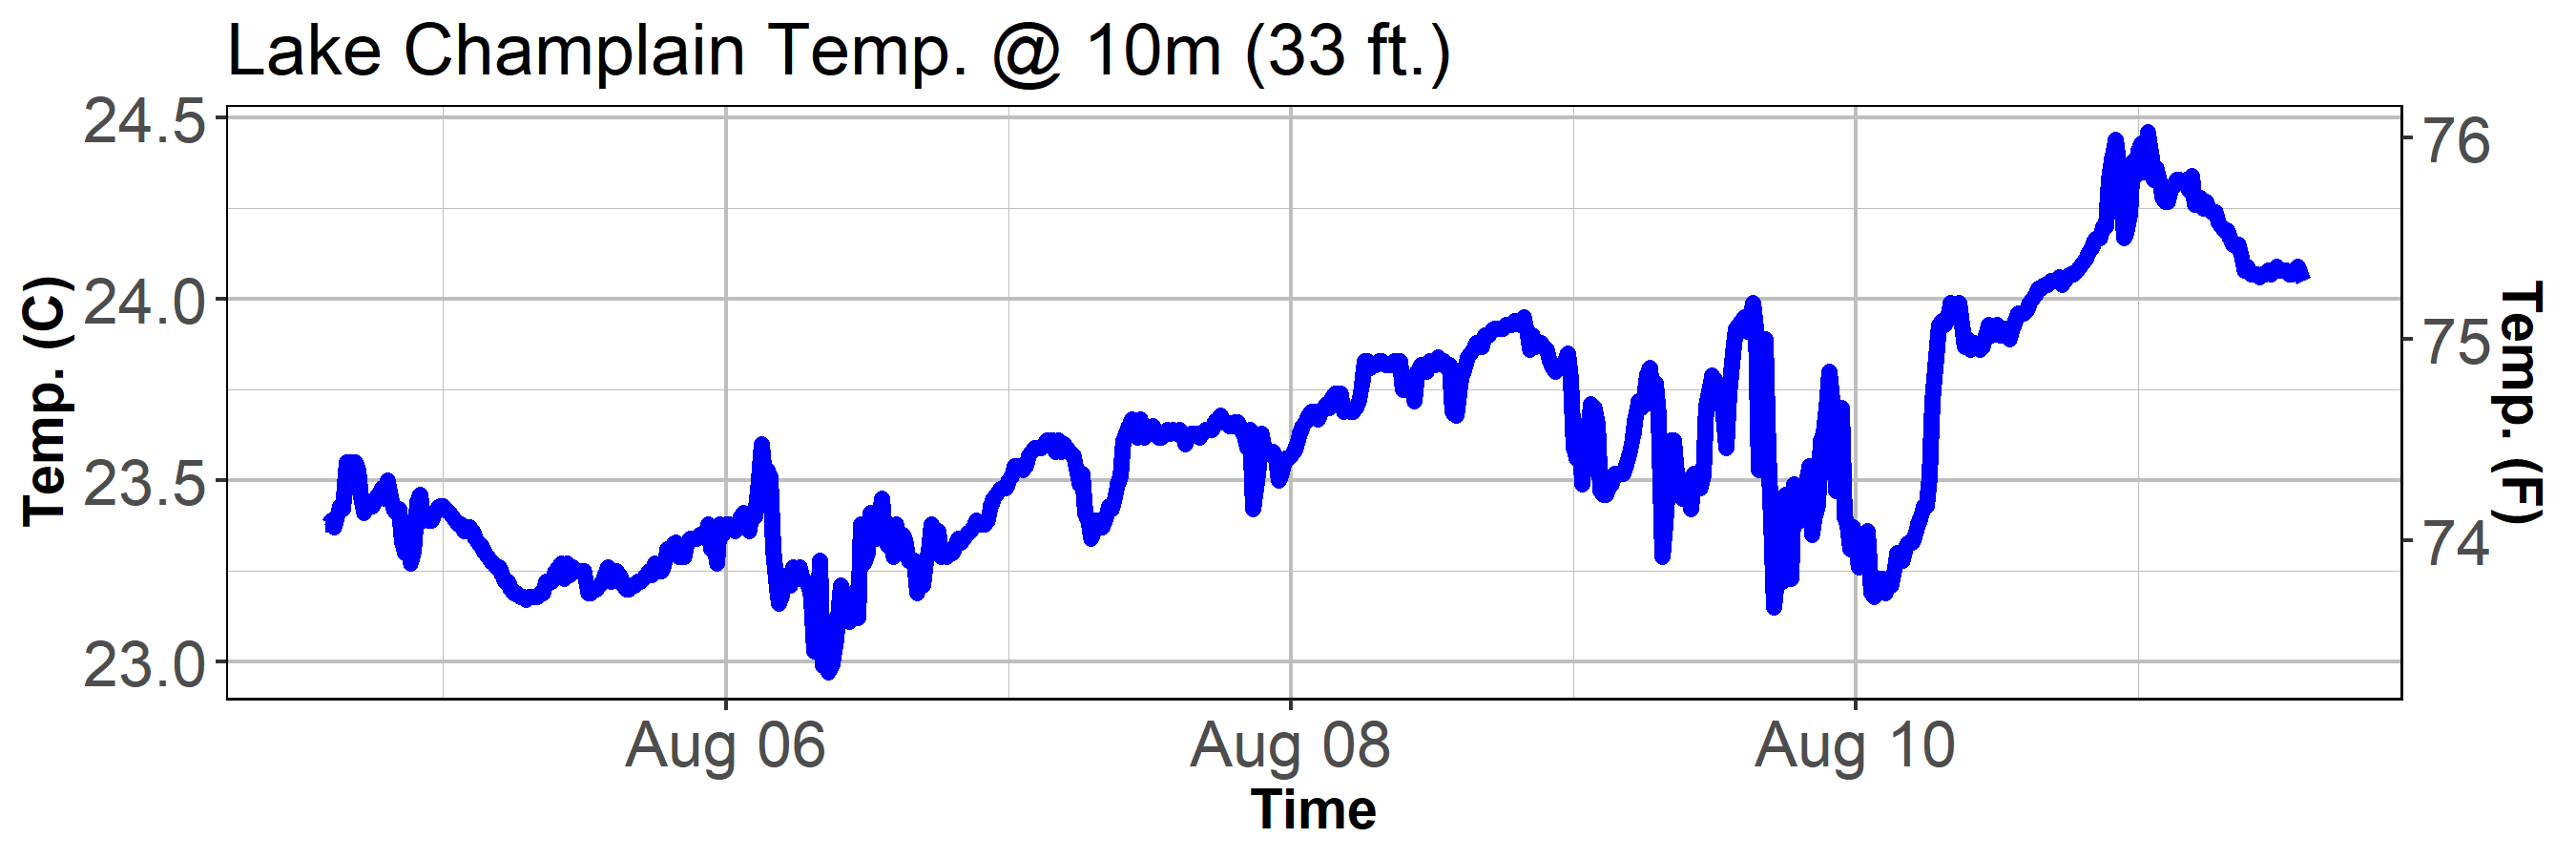 Lake Champlain Temp. @ 10m (33 ft.)
24.5
24.0
23.5
23.0
Temp. (C)
76
75
74
Temp. (F)
Aug 06 Aug 08 Aug 10
Time